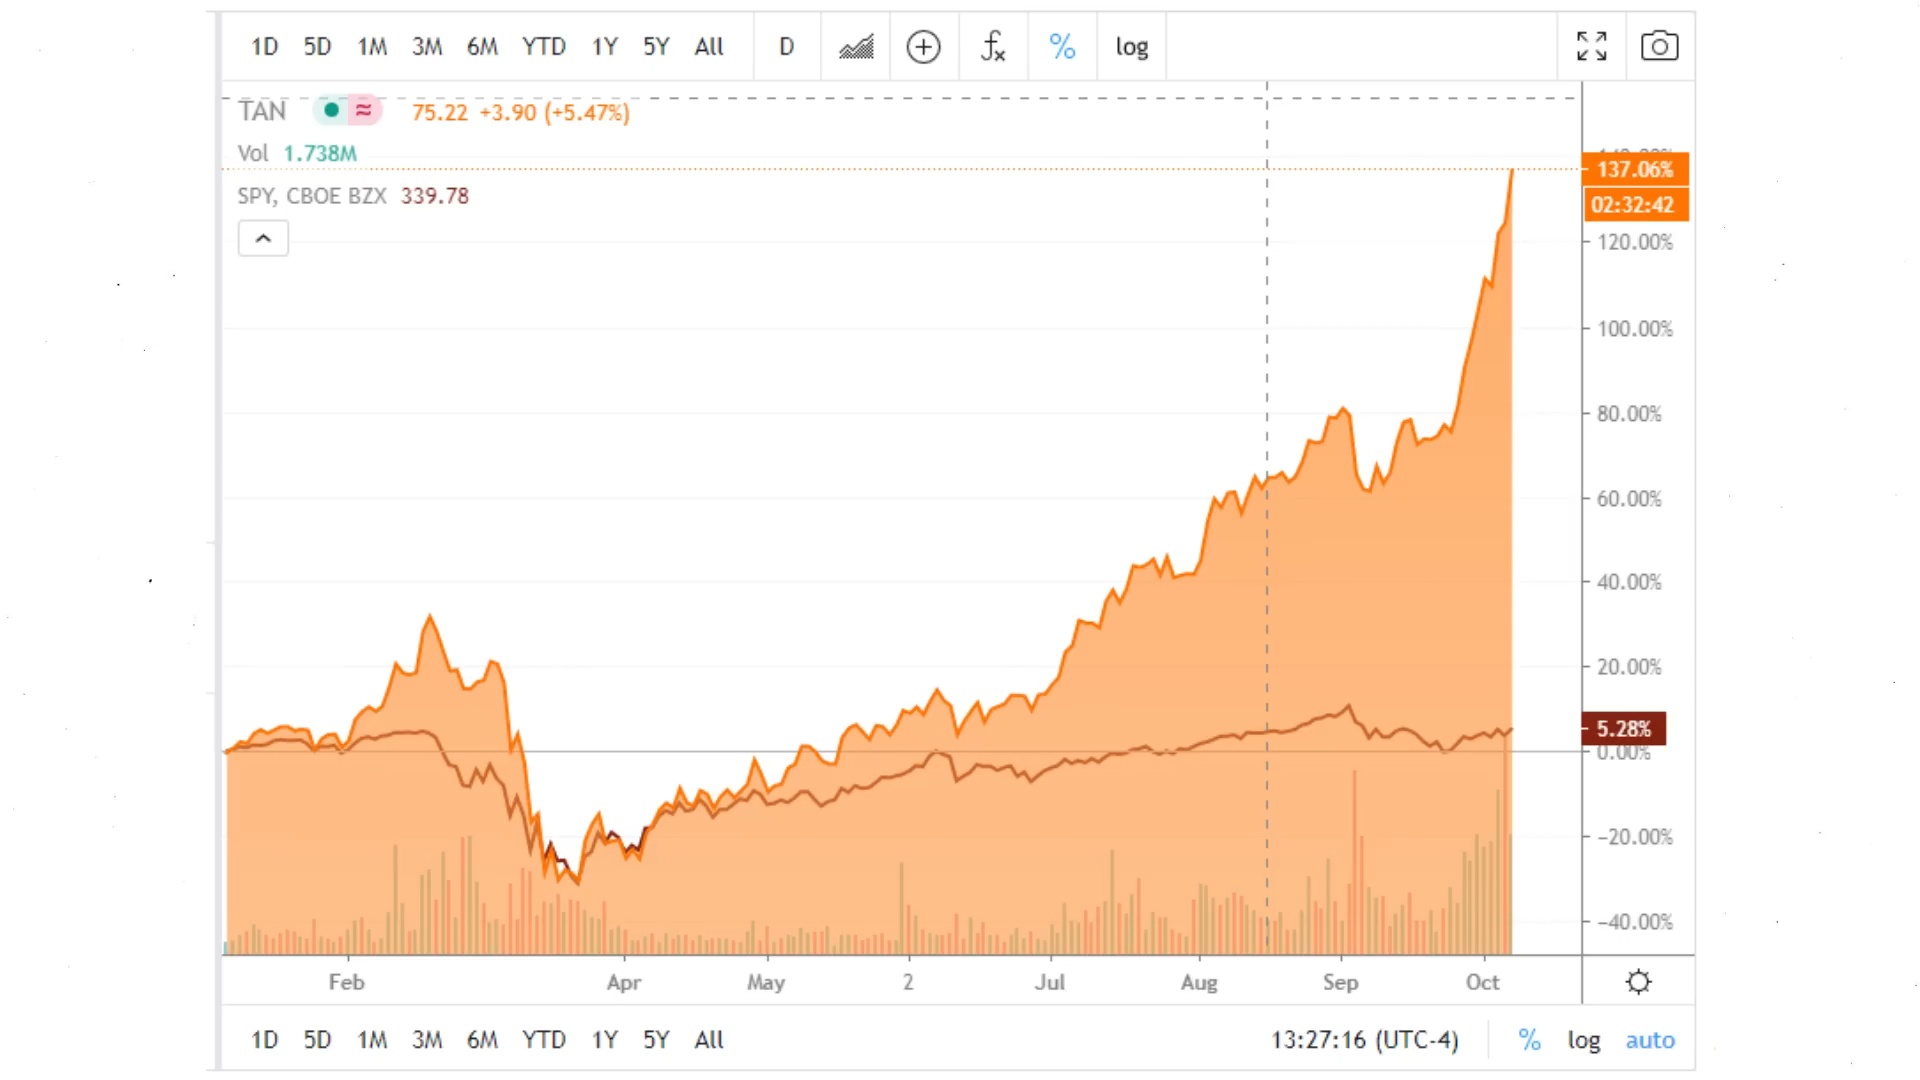 1D 5D 1M 3M 6M YTD 1Y 5Y All D fx % log
TAN 75.22 +3.90 (+5.47%)
Vol 1.738M
SPY, CBOE BZX 339.78
137.06%
02:32:42
120.00%
100.00%
80.00%
60.00%
40.00%
20.00%
5.28%
0.00%
−20.00%
−40.00%
Feb Apr May 2 Jul Aug Sep Oct
1D 5D 1M 3M 6M YTD 1Y 5Y All 13:27:16 (UTC-4) % log auto